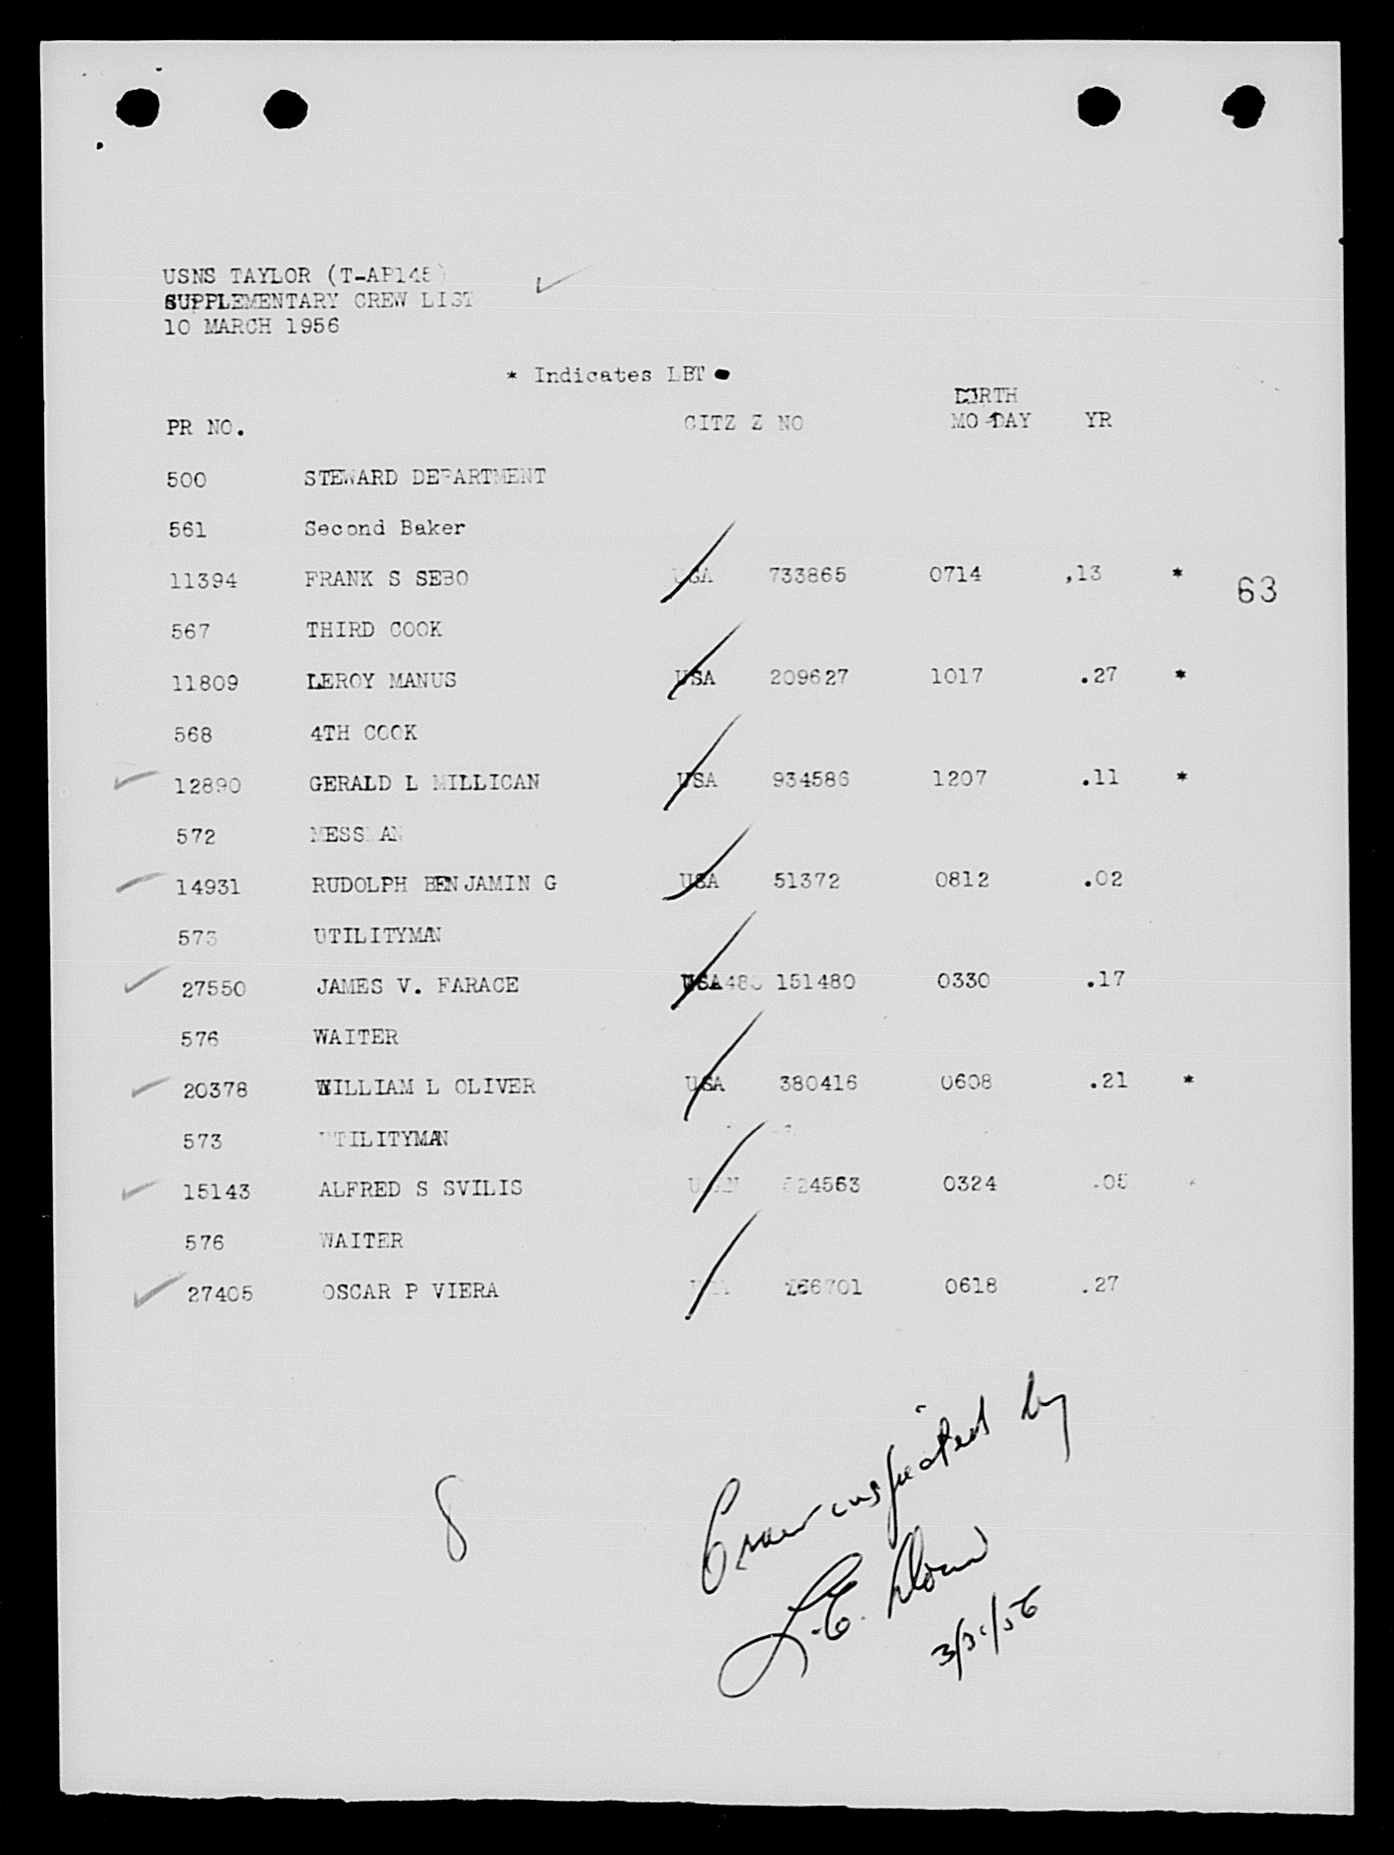 USNS TAYLOR (T-AP145)
SUPPLEMENTARY CREW LIST
10 MARCH 1956
* Indicates LBT
BIRTH
PR NO. CITZ Z NO MO DAY YR
500 STEWARD DEPARTMENT
561 Second Baker
11394 FRANK S SEBO USA 733865 0714 ,13 *
63
567 THIRD COOK
11809 LEROY MANUS USA 209627 1017 .27 *
568 4TH COOK
12890 GERALD L MILLICAN USA 934586 1207 .11 *
572 MESSMAN
14931 RUDOLPH BENJAMIN G USA 51372 0812 .02
573 UTILITYMAN
27550 JAMES V. FARACE USA 151480 0330 .17
576 WAITER
20378 WILLIAM L OLIVER USA 380416 0608 .21 *
573 UTILITYMAN
15143 ALFRED S SVILIS 0324 .05
576 WAITER
27405 OSCAR P VIERA 0618 .27
8
Crew inspected by
L.E.